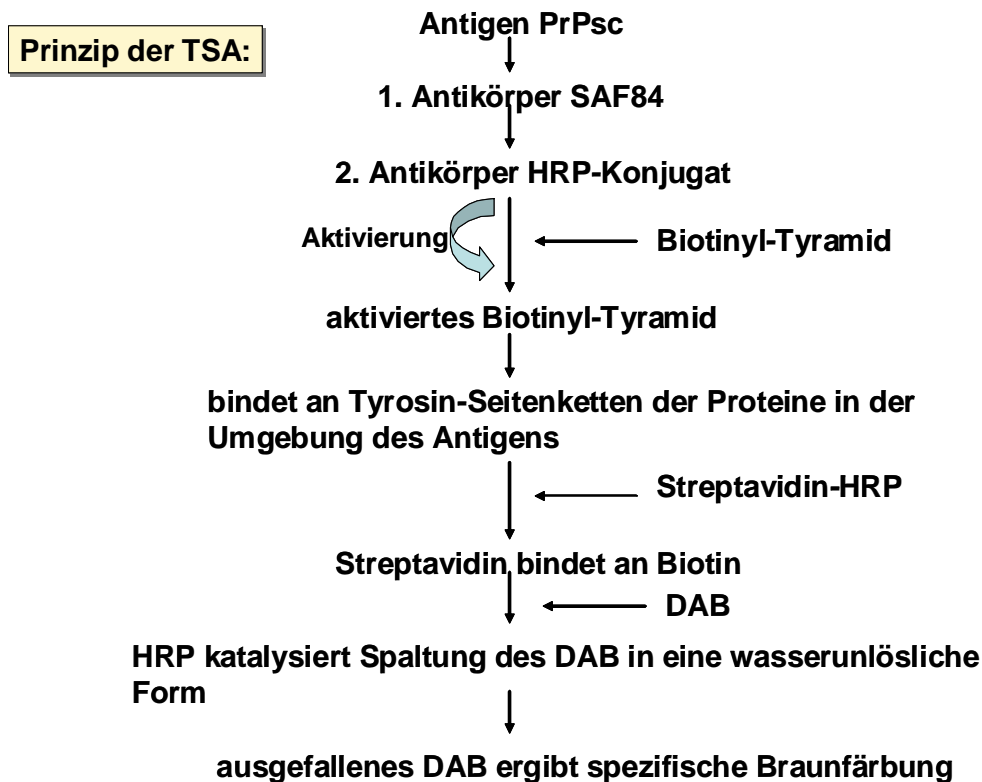 Prinzip der TSA:
Antigen PrPsc
1. Antikörper SAF84
2. Antikörper HRP-Konjugat
Aktivierung
Biotinyl-Tyramid
aktiviertes Biotinyl-Tyramid
bindet an Tyrosin-Seitenketten der Proteine in der
Umgebung des Antigens
Streptavidin-HRP
Streptavidin bindet an Biotin
DAB
HRP katalysiert Spaltung des DAB in eine wasserunlösliche
Form
ausgefallenes DAB ergibt spezifische Braunfärbung